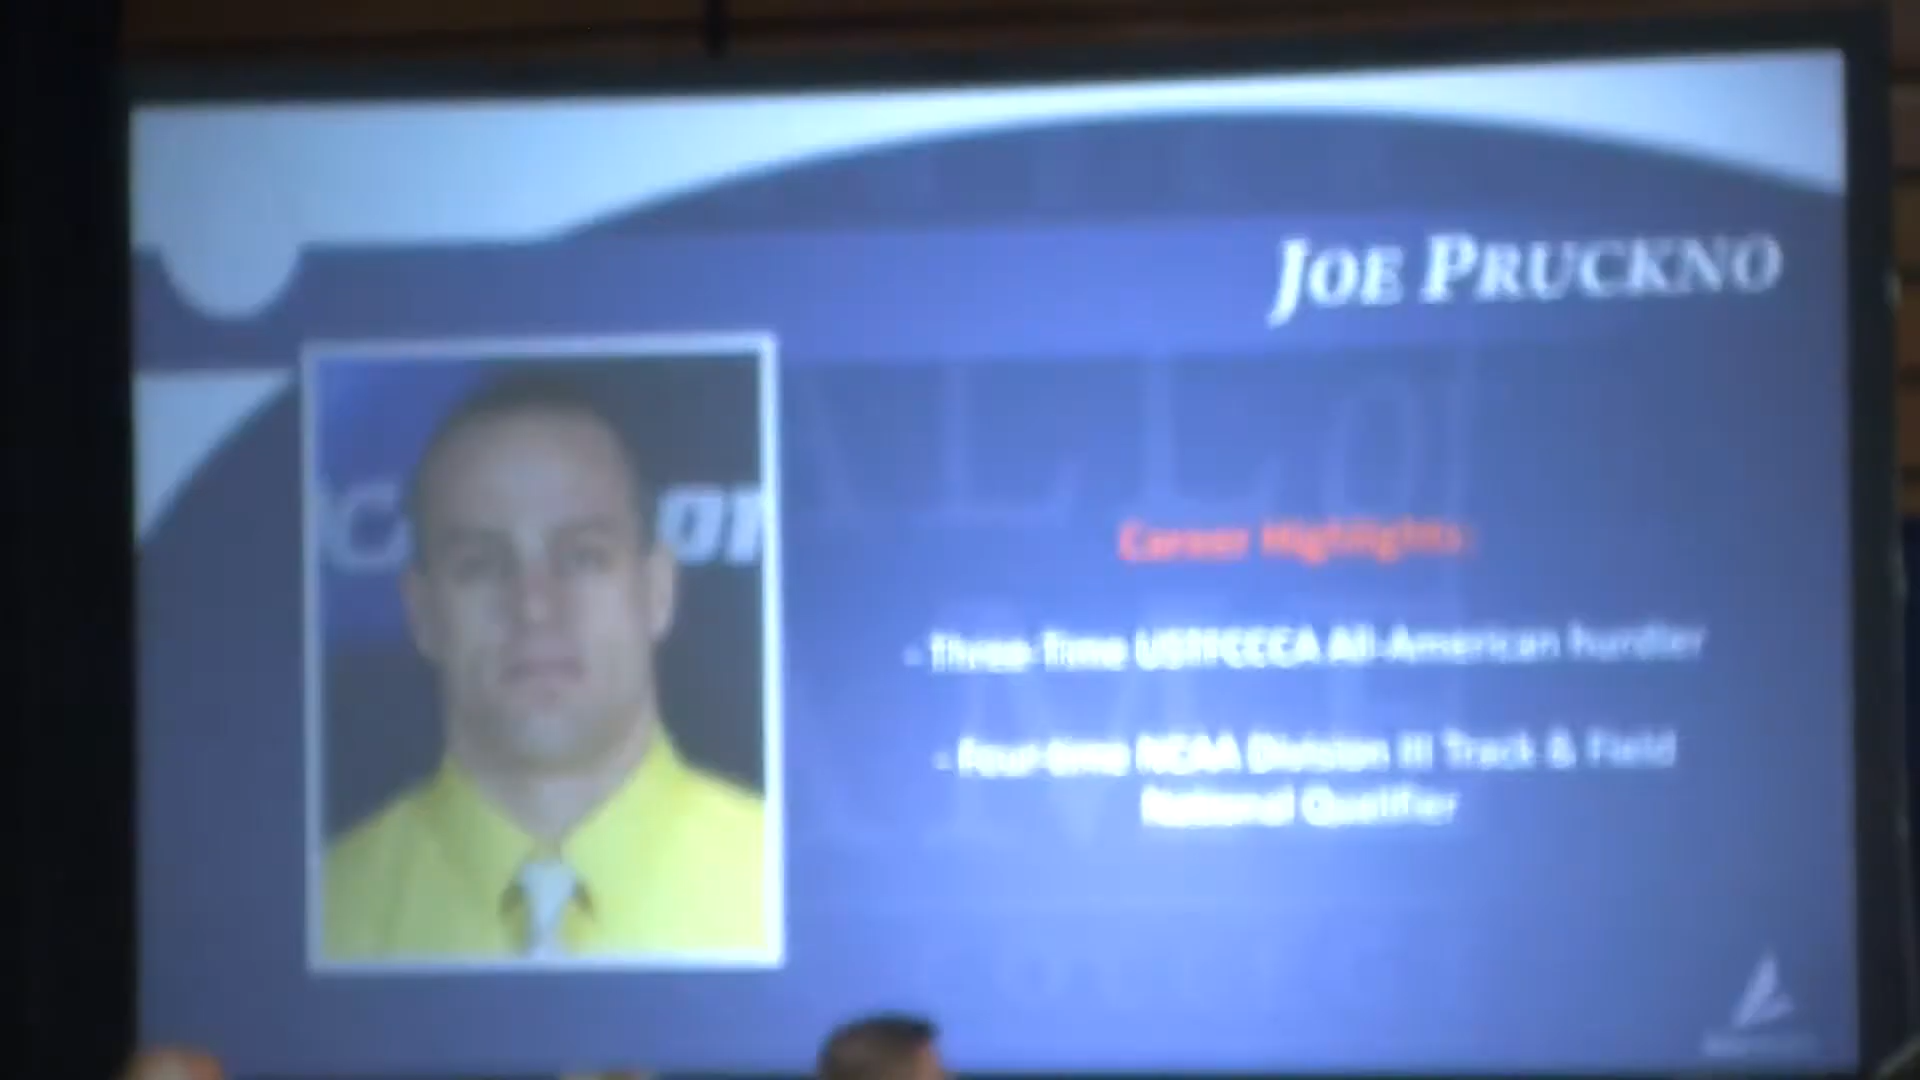 JOE PRUCKNO
Career Highlights:
- Three-Time USTFCCCA All-American hurdler
- Four-time NCAA Division III Track & Field
National Qualifier